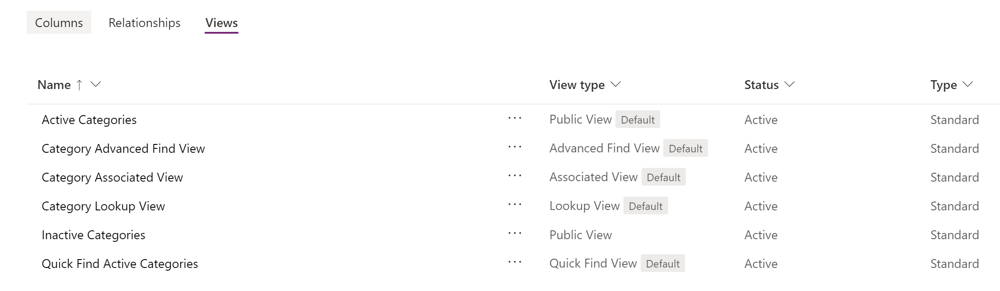 Columns Relationships Views
Name View type Status Type
Active Categories ... Public View Default Active Standard
Category Advanced Find View ... Advanced Find View Default Active Standard
Category Associated View ... Associated View Default Active Standard
Category Lookup View ... Lookup View Default Active Standard
Inactive Categories ... Public View Active Standard
Quick Find Active Categories ... Quick Find View Default Active Standard